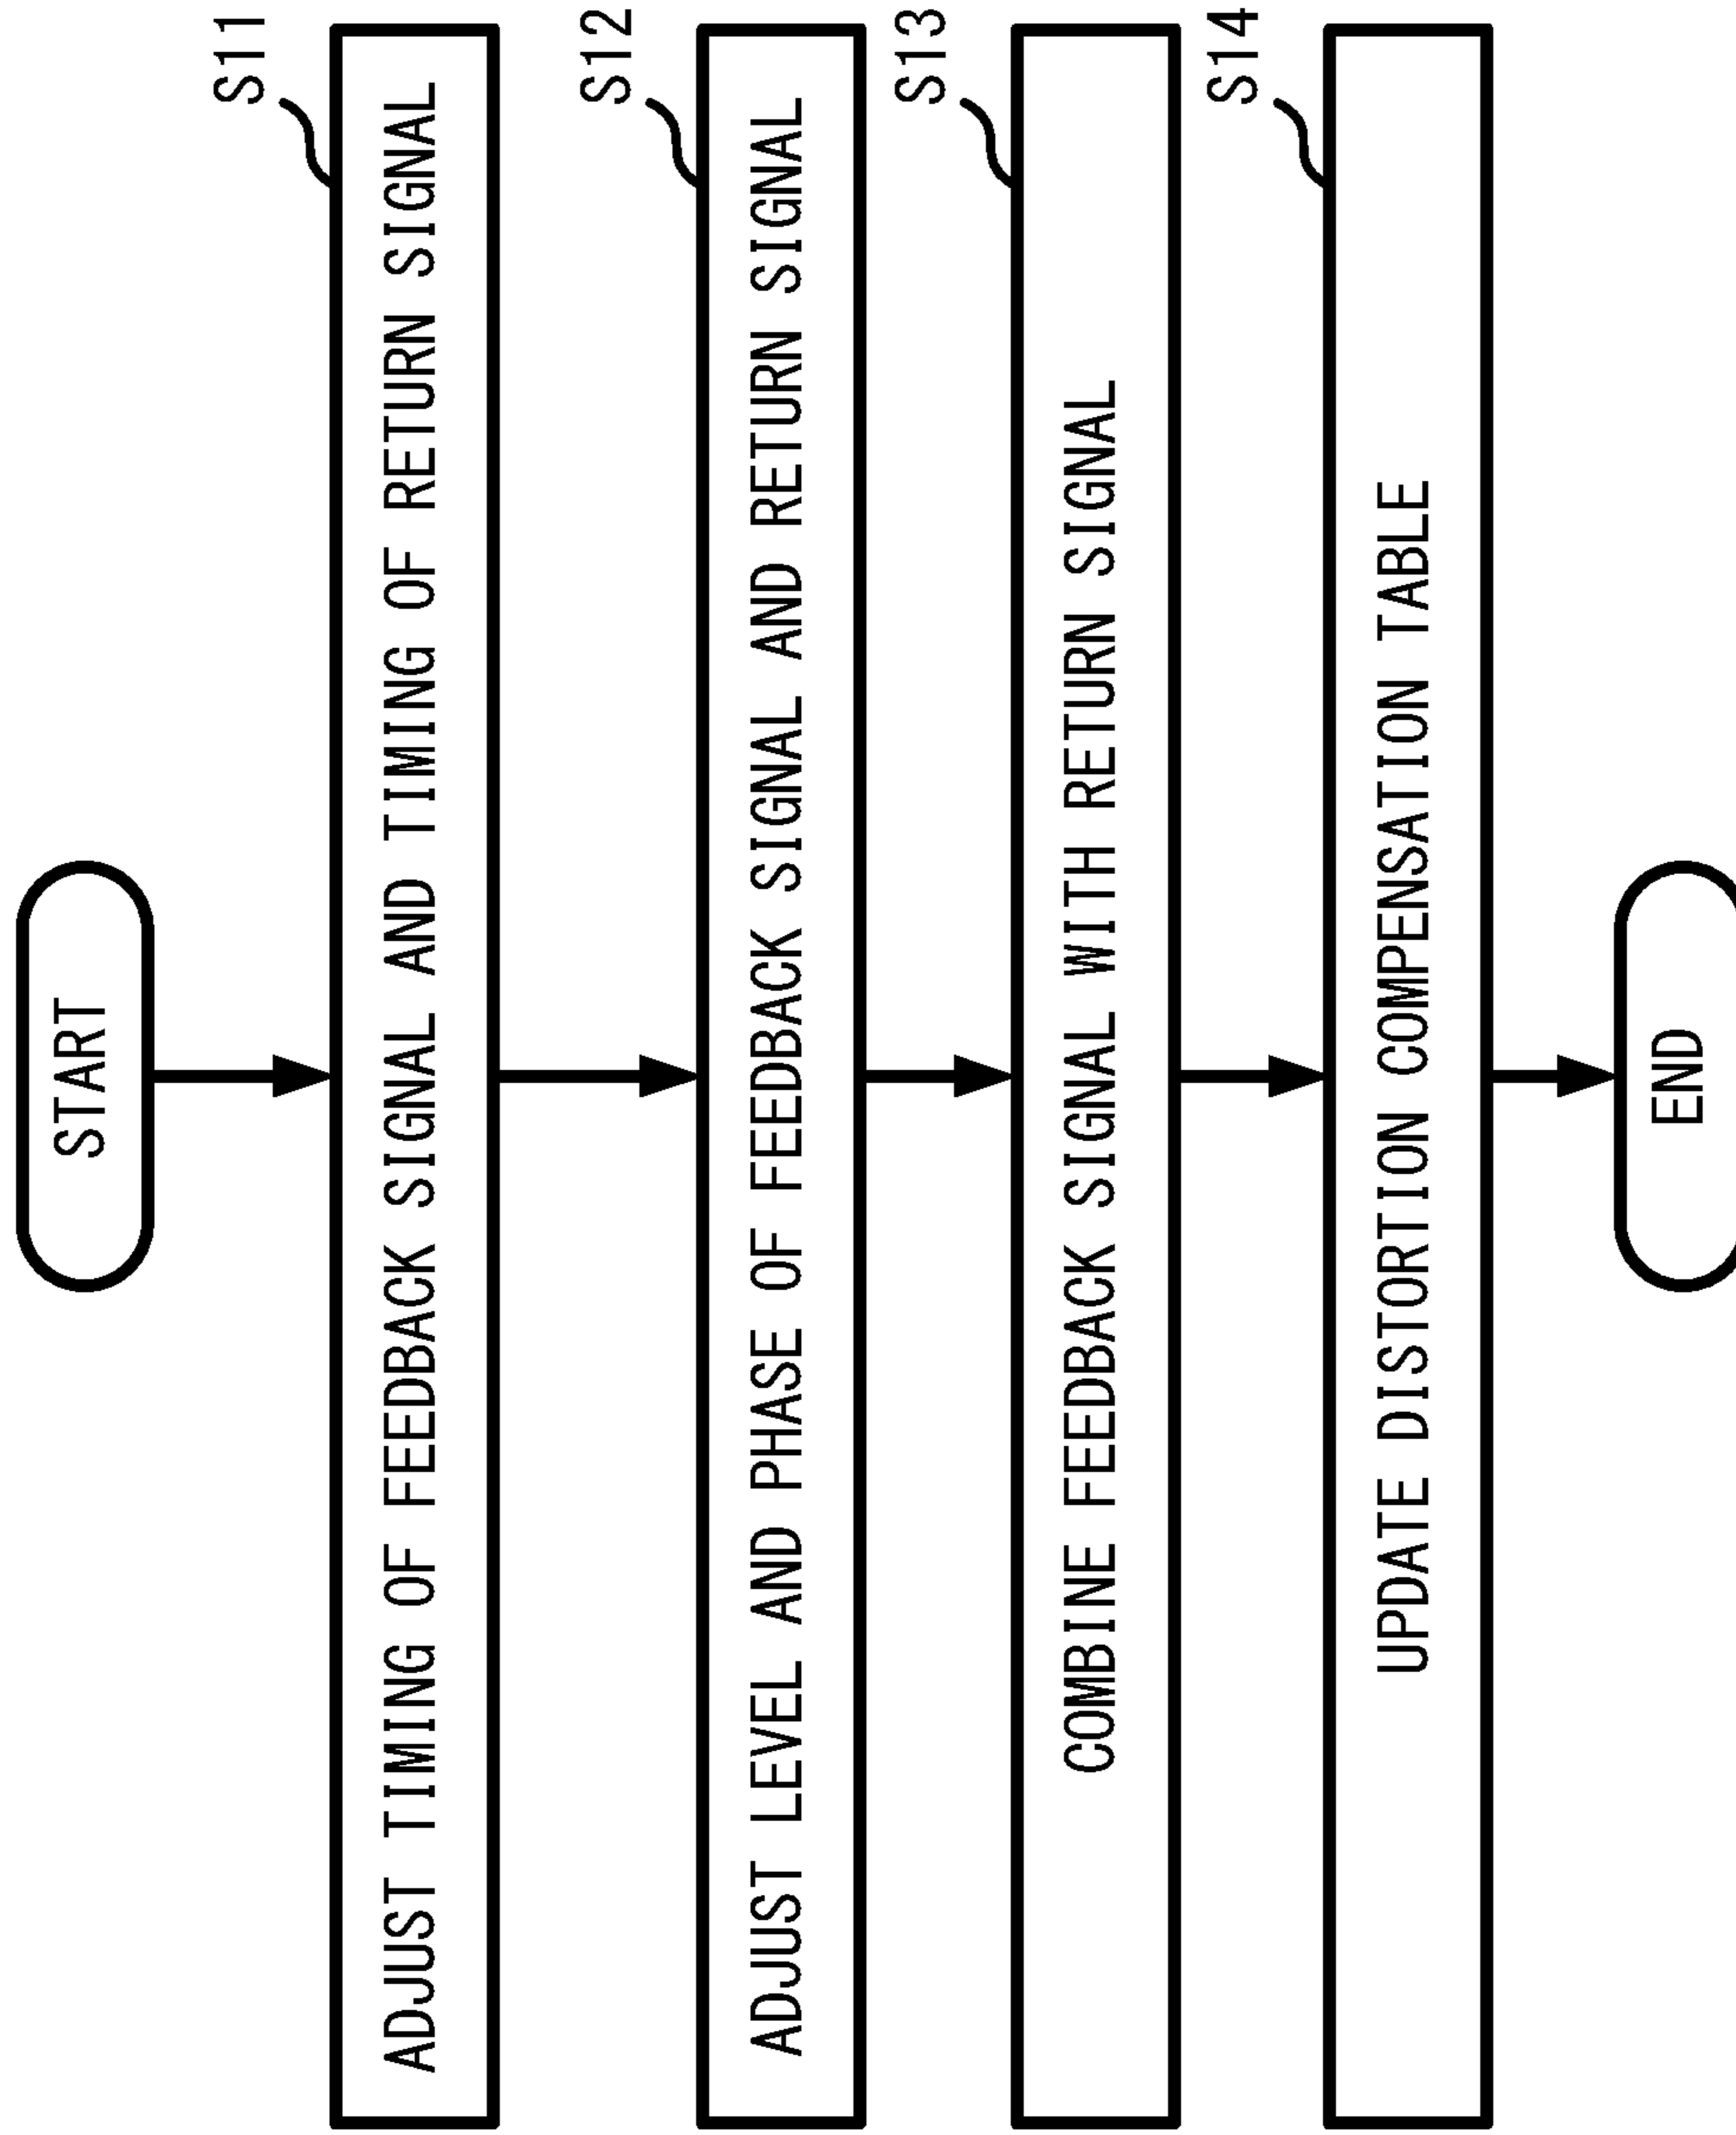 START
S11
ADJUST TIMING OF FEEDBACK SIGNAL AND TIMING OF RETURN SIGNAL
S12
ADJUST LEVEL AND PHASE OF FEEDBACK SIGNAL AND RETURN SIGNAL
S13
COMBINE FEEDBACK SIGNAL WITH RETURN SIGNAL
S14
UPDATE DISTORTION COMPENSATION TABLE
END